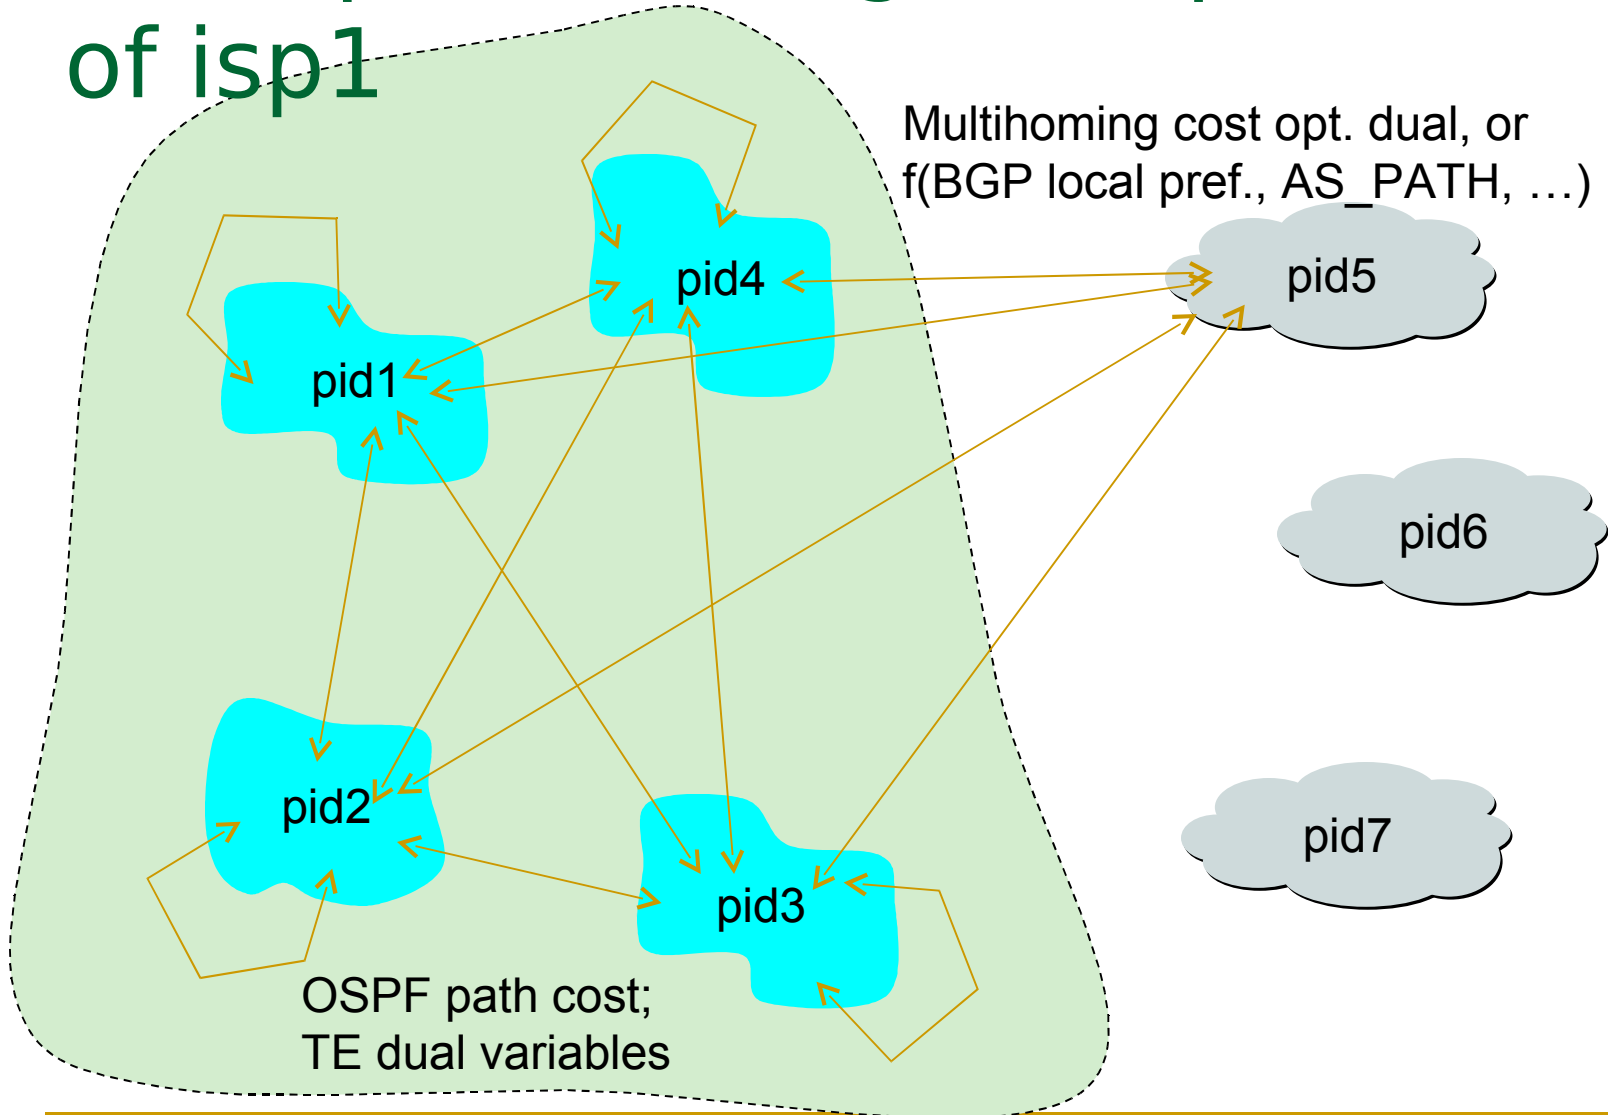 of isp1
Multihoming cost opt. dual, or
f(BGP local pref., AS_PATH, …)
pid4
pid5
pid1
pid6
pid2
pid7
pid3
OSPF path cost;
TE dual variables